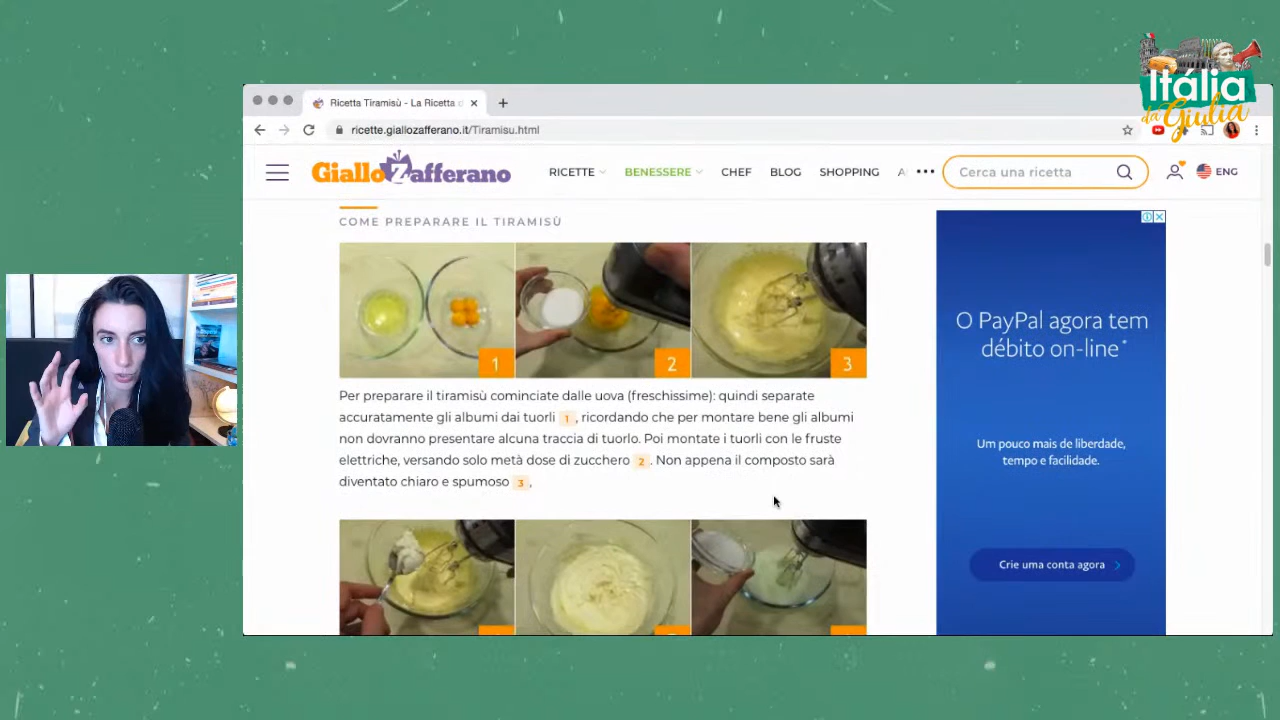 Itália
da Giulia
Ricetta Tiramisù - La Ricetta d
ricette.giallozafferano.it/Tiramisu.html
GialloZafferano
RICETTE
BENESSERE
CHEF
BLOG
SHOPPING
A
Cerca una ricetta
ENG
COME PREPARARE IL TIRAMISÙ
1
2
3
Per preparare il tiramisù cominciate dalle uova (freschissime): quindi separate
accuratamente gli albumi dai tuorli 1, ricordando che per montare bene gli albumi
non dovranno presentare alcuna traccia di tuorlo. Poi montate i tuorli con le fruste
elettriche, versando solo metà dose di zucchero 2. Non appena il composto sarà
diventato chiaro e spumoso 3,
O PayPal agora tem
débito on-line*
Um pouco mais de liberdade,
tempo e facilidade.
Crie uma conta agora